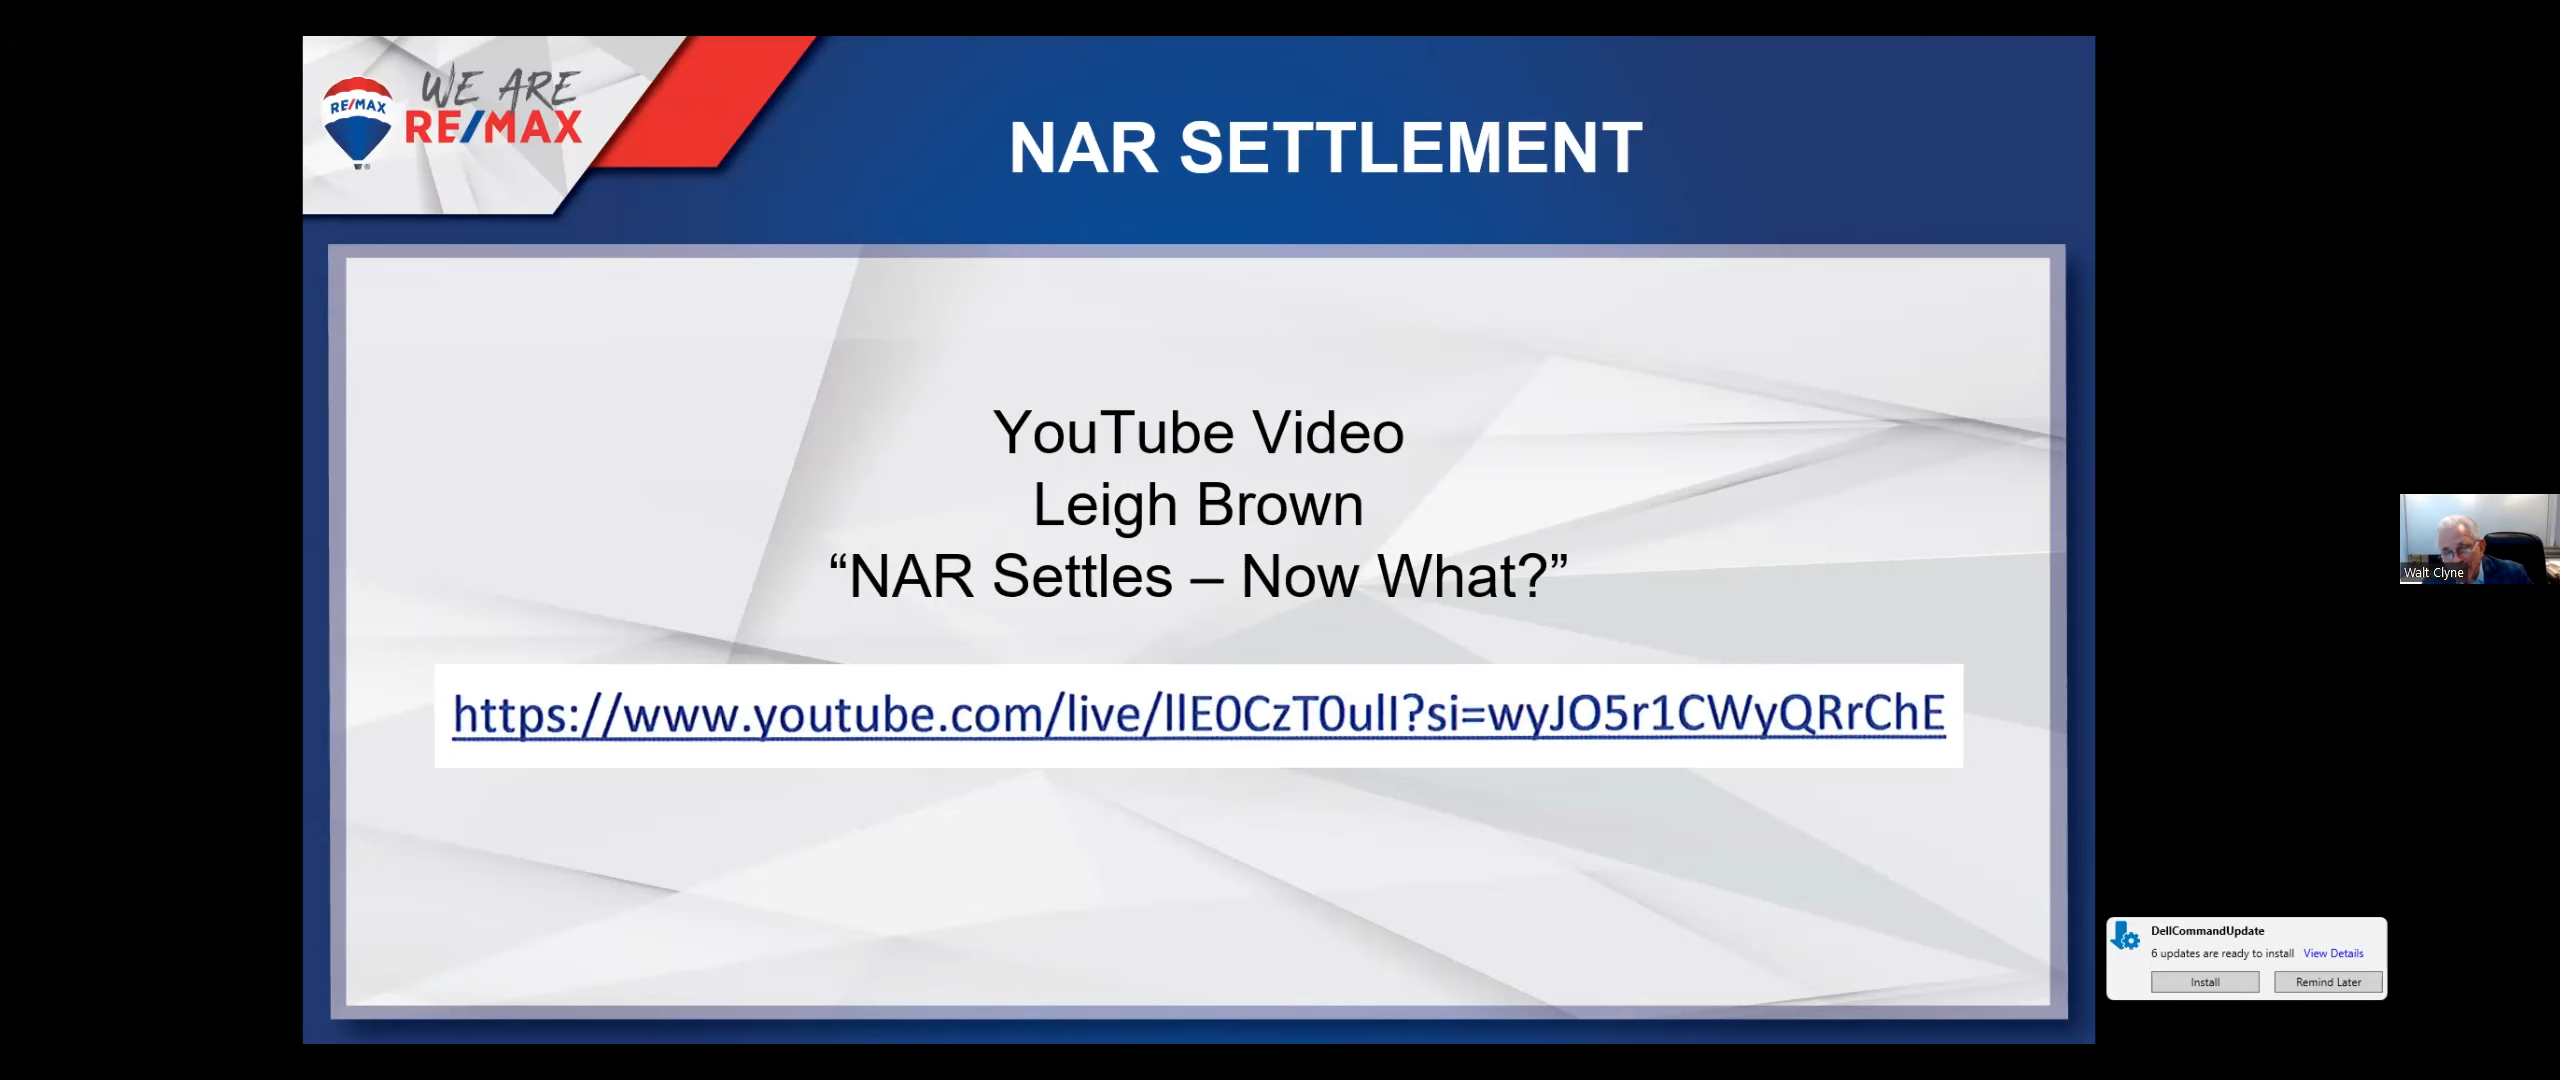 WE ARE
RE/MAX
RE/MAX
NAR SETTLEMENT
YouTube Video
Leigh Brown
“NAR Settles – Now What?”
https://www.youtube.com/live/llE0CzT0ulI?si=wyJO5r1CWyQRrChE
Walt Clyne
DellCommandUpdate
6 updates are ready to install View Details
Install Remind Later